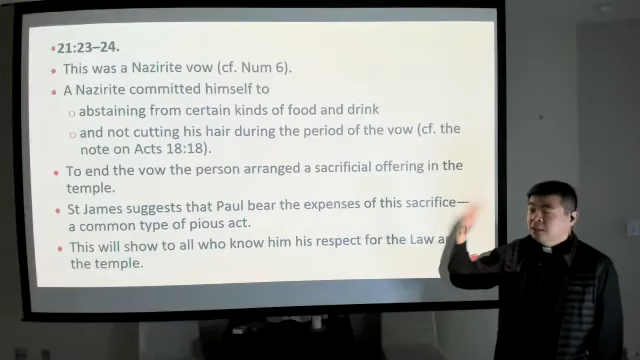 •21:23–24.
• This was a Nazirite vow (cf. Num 6).
• A Nazirite committed himself to
○ abstaining from certain kinds of food and drink
○ and not cutting his hair during the period of the vow (cf. the
note on Acts 18:18).
• To end the vow the person arranged a sacrificial offering in the
temple.
• St James suggests that Paul bear the expenses of this sacrifice—
a common type of pious act.
• This will show to all who know him his respect for the Law
the temple.